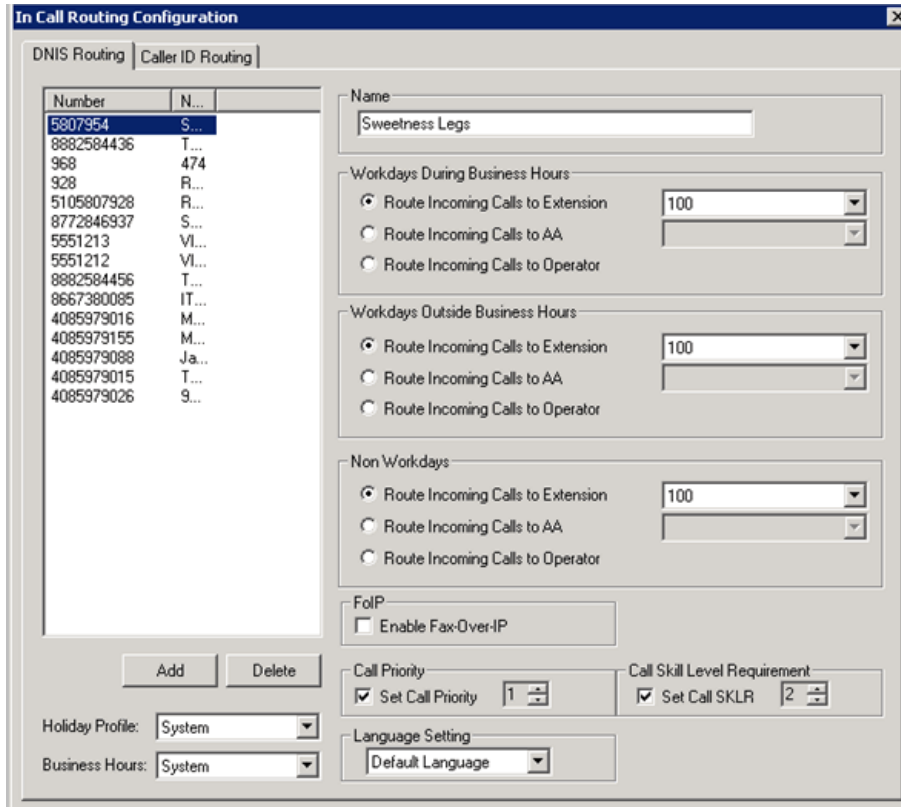 In Call Routing Configuration
DNIS Routing
Caller ID Routing
Number N...
5807954 S...
8882584436 T...
968 474
928 R...
5105807928 R...
8772846937 S...
5551213 VI...
5551212 VI...
8882584456 T...
8667380085 IT...
4085979016 M...
4085979155 M...
4085979088 Ja...
4085979015 T...
4085979026 9...
Add
Delete
Holiday Profile: System
Business Hours: System
Name
Sweetness Legs
Workdays During Business Hours
Route Incoming Calls to Extension 100
Route Incoming Calls to AA
Route Incoming Calls to Operator
Workdays Outside Business Hours
Route Incoming Calls to Extension 100
Route Incoming Calls to AA
Route Incoming Calls to Operator
Non Workdays
Route Incoming Calls to Extension 100
Route Incoming Calls to AA
Route Incoming Calls to Operator
FoIP
Enable Fax-Over-IP
Call Priority
Set Call Priority 1
Call Skill Level Requirement
Set Call SKLR 2
Language Setting
Default Language